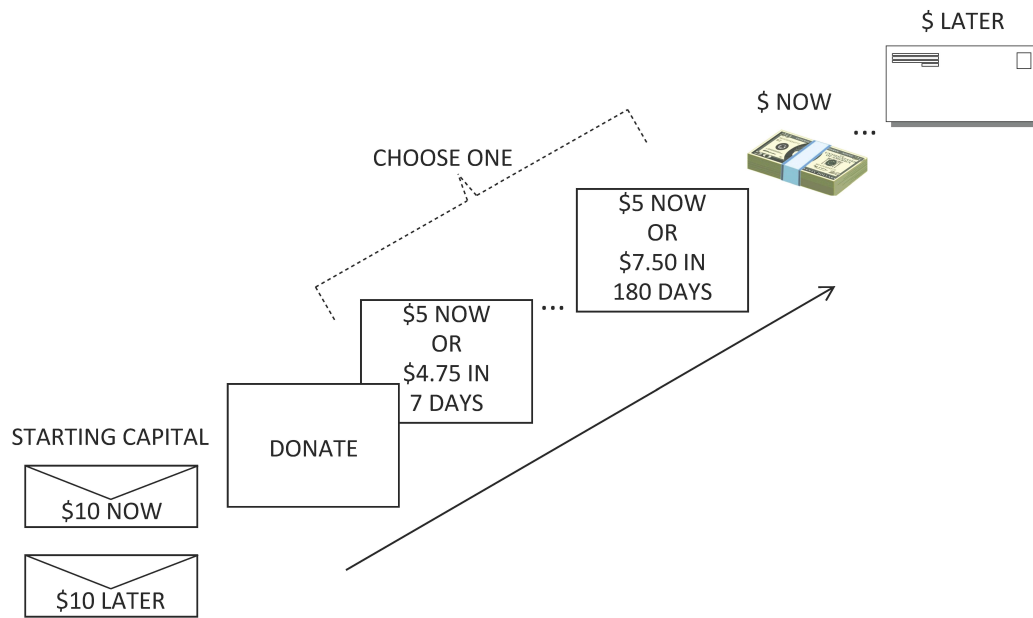 $ LATER
$ NOW
...
CHOOSE ONE
$5 NOW
OR
$7.50 IN
180 DAYS
...
$5 NOW
OR
$4.75 IN
7 DAYS
DONATE
STARTING CAPITAL
$10 NOW
$10 LATER